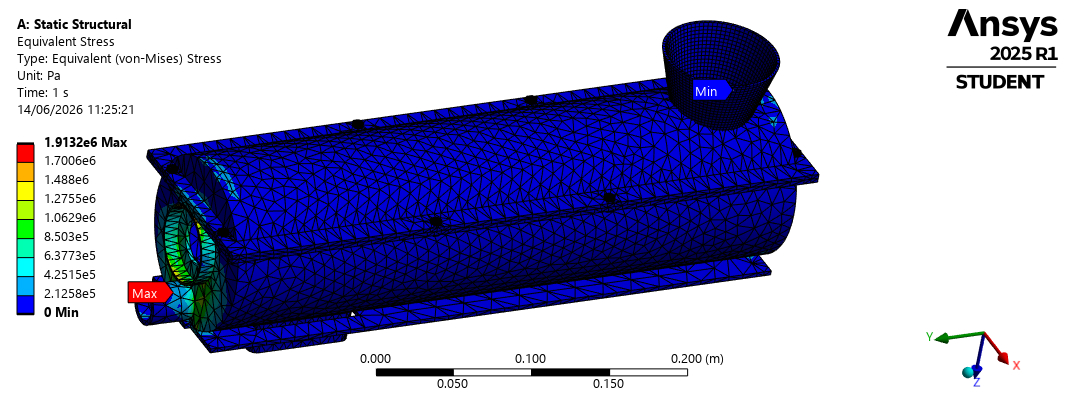 A: Static Structural
Equivalent Stress
Type: Equivalent (von-Mises) Stress
Unit: Pa
Time: 1 s
14/06/2026 11:25:21
1.9132e6 Max
1.7006e6
1.488e6
1.2755e6
1.0629e6
8.503e5
6.3773e5
4.2515e5
2.1258e5
0 Min
Ansys
2025 R1
STUDENT
Min
Max
0.000 0.100 0.200 (m)
0.050 0.150
Y
X
Z